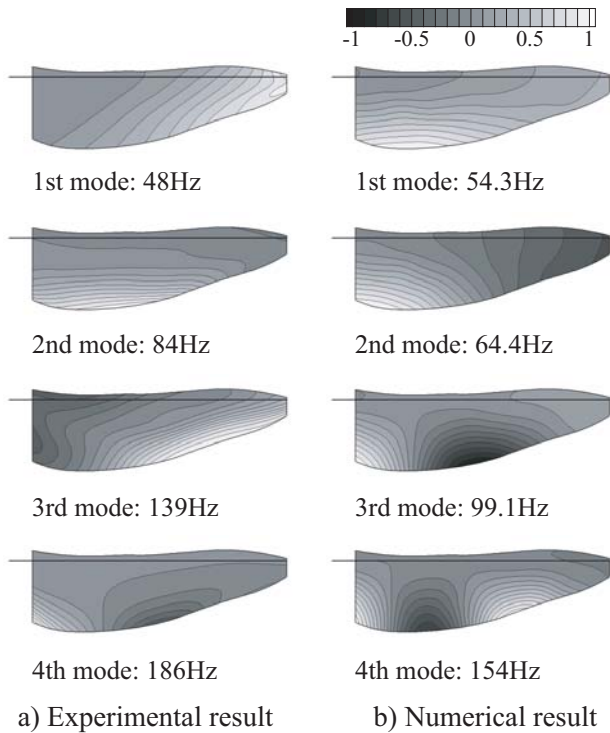 -1 -0.5 0 0.5 1
1st mode: 48Hz
1st mode: 54.3Hz
2nd mode: 84Hz
2nd mode: 64.4Hz
3rd mode: 139Hz
3rd mode: 99.1Hz
4th mode: 186Hz
4th mode: 154Hz
a) Experimental result
b) Numerical result